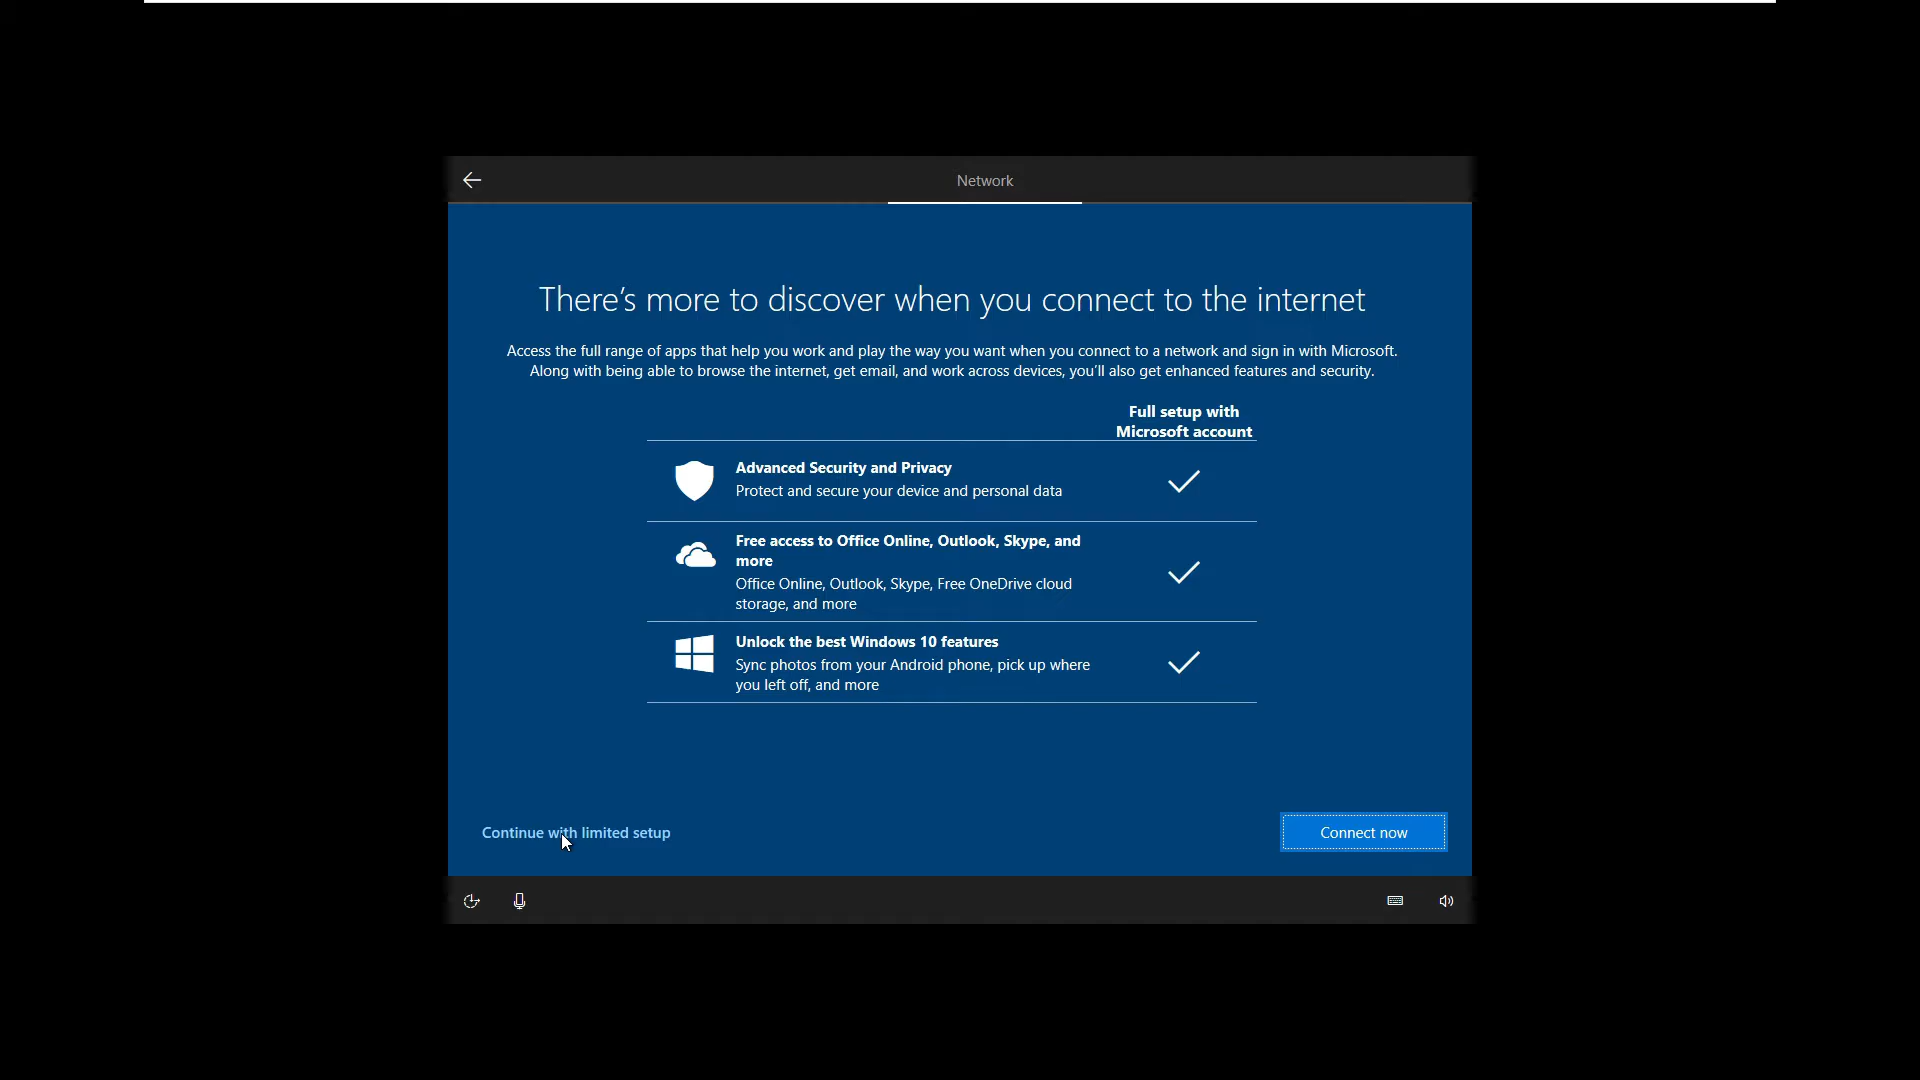 Network
There's more to discover when you connect to the internet
Access the full range of apps that help you work and play the way you want when you connect to a network and sign in with Microsoft.
Along with being able to browse the internet, get email, and work across devices, you'll also get enhanced features and security.
Full setup with
Microsoft account
Advanced Security and Privacy
Protect and secure your device and personal data
Free access to Office Online, Outlook, Skype, and
more
Office Online, Outlook, Skype, Free OneDrive cloud
storage, and more
Unlock the best Windows 10 features
Sync photos from your Android phone, pick up where
you left off, and more
Continue with limited setup
Connect now